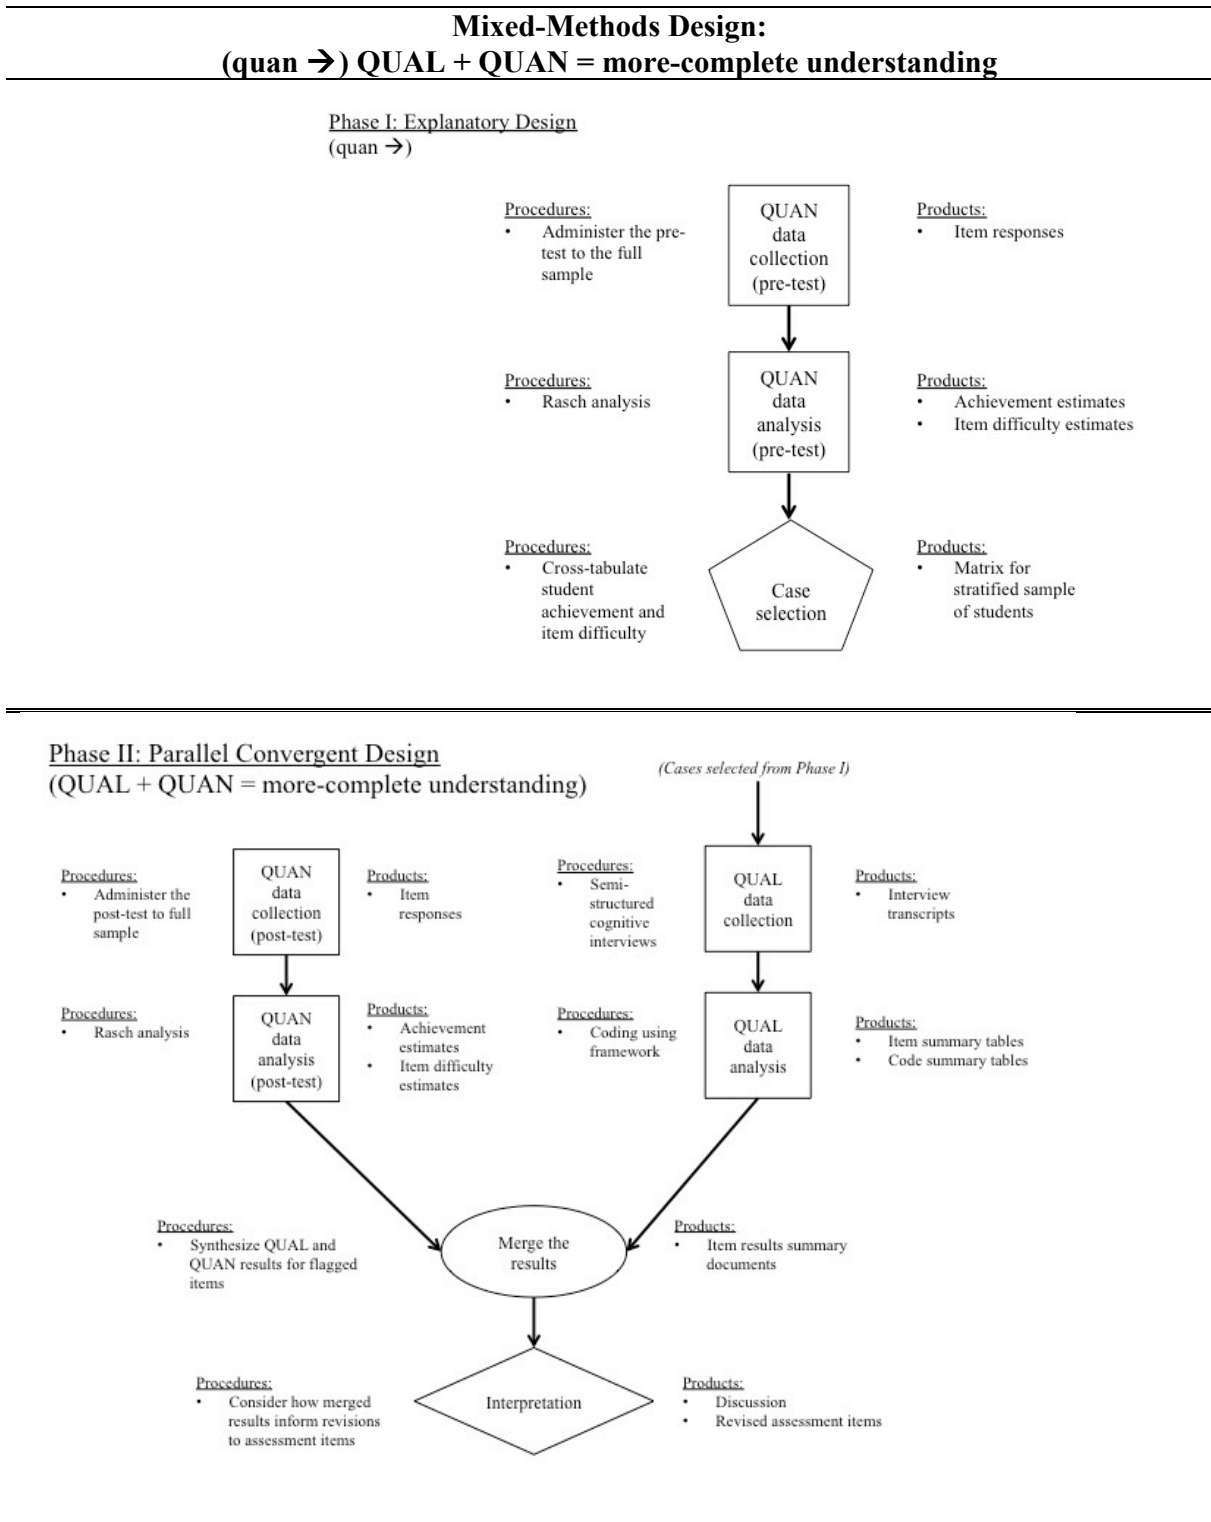 Mixed-Methods Design:
(quan →) QUAL + QUAN = more-complete understanding
Phase I: Explanatory Design
(quan →)
Procedures:
• Administer the pre-
test to the full
sample
QUAN
data
collection
(pre-test)
Products:
• Item responses
Procedures:
• Rasch analysis
QUAN
data
analysis
(pre-test)
Products:
• Achievement estimates
• Item difficulty estimates
Procedures:
• Cross-tabulate
student
achievement and
item difficulty
Case
selection
Products:
• Matrix for
stratified sample
of students
Phase II: Parallel Convergent Design
(QUAL + QUAN = more-complete understanding)
(Cases selected from Phase I)
Procedures:
• Administer the
post-test to full
sample
QUAN
data
collection
(post-test)
Products:
• Item
responses
Procedures:
• Semi-
structured
cognitive
interviews
QUAL
data
collection
Products:
• Interview
transcripts
Procedures:
• Rasch analysis
QUAN
data
analysis
(post-test)
Products:
• Achievement
estimates
• Item difficulty
estimates
Procedures:
• Coding using
framework
QUAL
data
analysis
Products:
• Item summary tables
• Code summary tables
Procedures:
• Synthesize QUAL and
QUAN results for flagged
items
Merge the
results
Products:
• Item results summary
documents
Procedures:
• Consider how merged
results inform revisions
to assessment items
Interpretation
Products:
• Discussion
• Revised assessment items